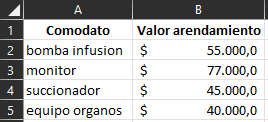 A B
1 Comodato Valor arendamiento
2 bomba infusion $ 55.000,0
3 monitor $ 77.000,0
4 succionador $ 45.000,0
5 equipo organos $ 40.000,0